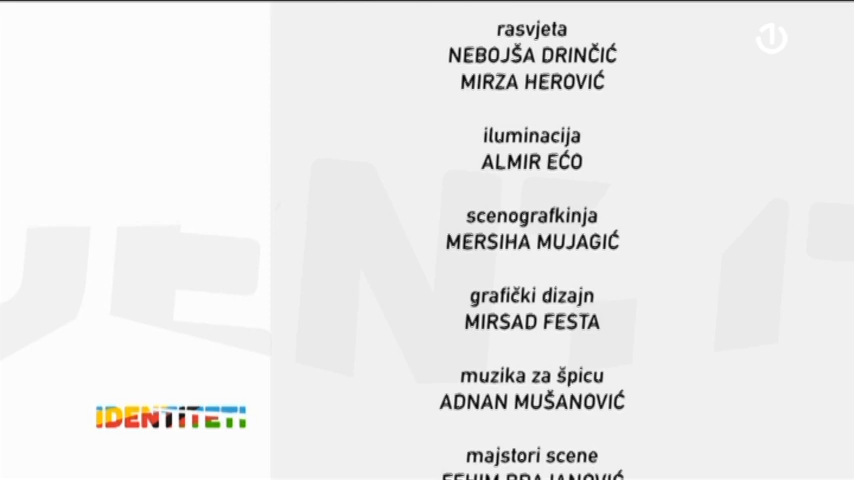 rasvjeta
NEBOJŠA DRINČIĆ
MIRZA HEROVIĆ
iluminacija
ALMIR EĆO
scenografkinja
MERSIHA MUJAGIĆ
grafički dizajn
MIRSAD FESTA
muzika za špicu
ADNAN MUŠANOVIĆ
majstori scene
IDENTITETI